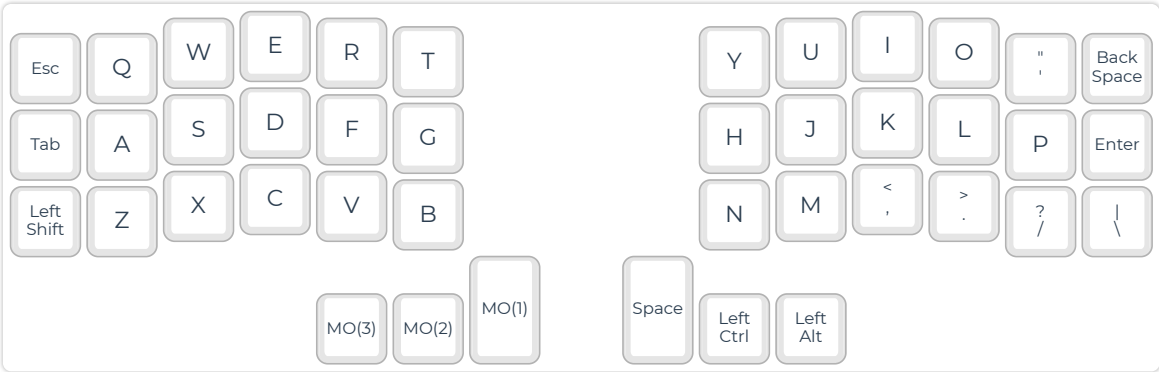 Esc Q W E R T Y U I O " ' Back Space
Tab A S D F G H J K L P Enter
Left Shift Z X C V B N M < , > . ? / | \
MO(3) MO(2) MO(1) Space Left Ctrl Left Alt